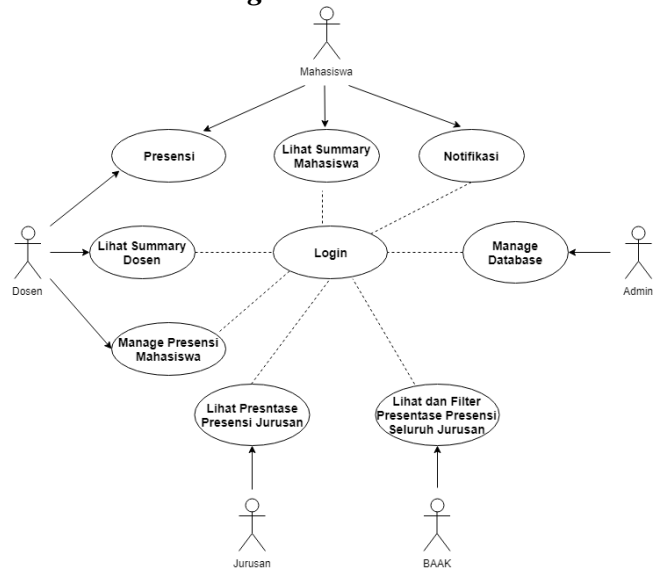 Mahasiswa
Presensi
Lihat Summary
Mahasiswa
Notifikasi
Dosen
Lihat Summary
Dosen
Login
Manage
Database
Admin
Manage Presensi
Mahasiswa
Lihat Presntase
Presensi Jurusan
Lihat dan Filter
Presentase Presensi
Seluruh Jurusan
Jurusan
BAAK